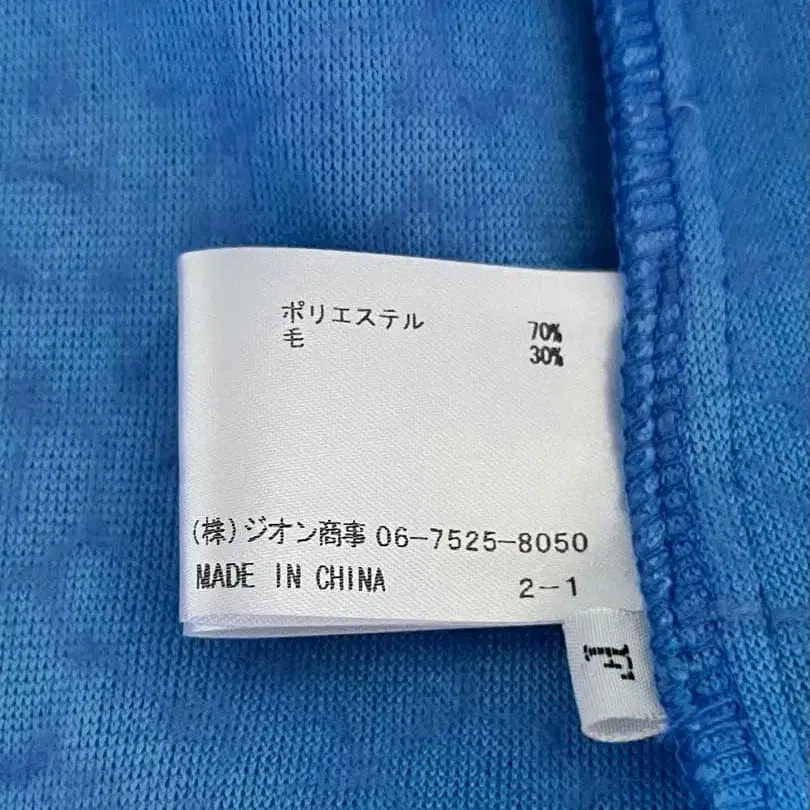 ポリエステル 70%
毛 30%
(株)ジオン商事 06-7525-8050
MADE IN CHINA 2-1
F